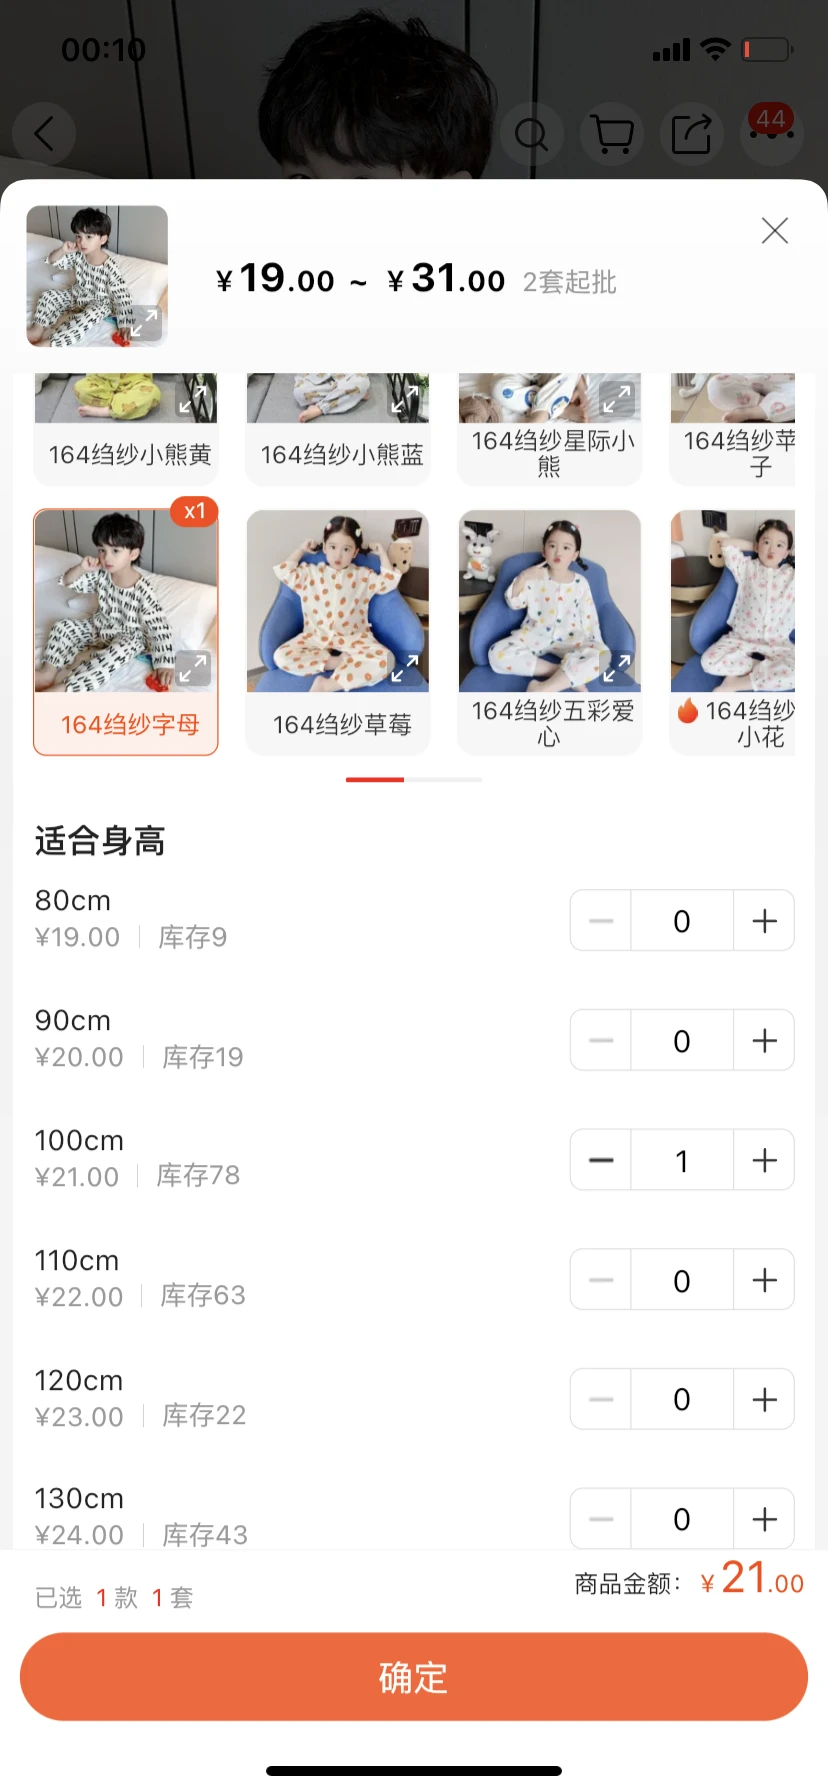 00:10
44
¥19.00 ~ ¥31.00 2套起批
164绉纱小熊黄
164绉纱小熊蓝
164绉纱星际小
熊
164绉纱苹
子
x1
164绉纱字母
164绉纱草莓
164绉纱五彩爱
心
164绉纱
小花
适合身高
80cm
¥19.00 库存9
0
90cm
¥20.00 库存19
0
100cm
¥21.00 库存78
1
110cm
¥22.00 库存63
0
120cm
¥23.00 库存22
0
130cm
¥24.00 库存43
0
已选 1 款 1 套
商品金额: ¥21.00
确定